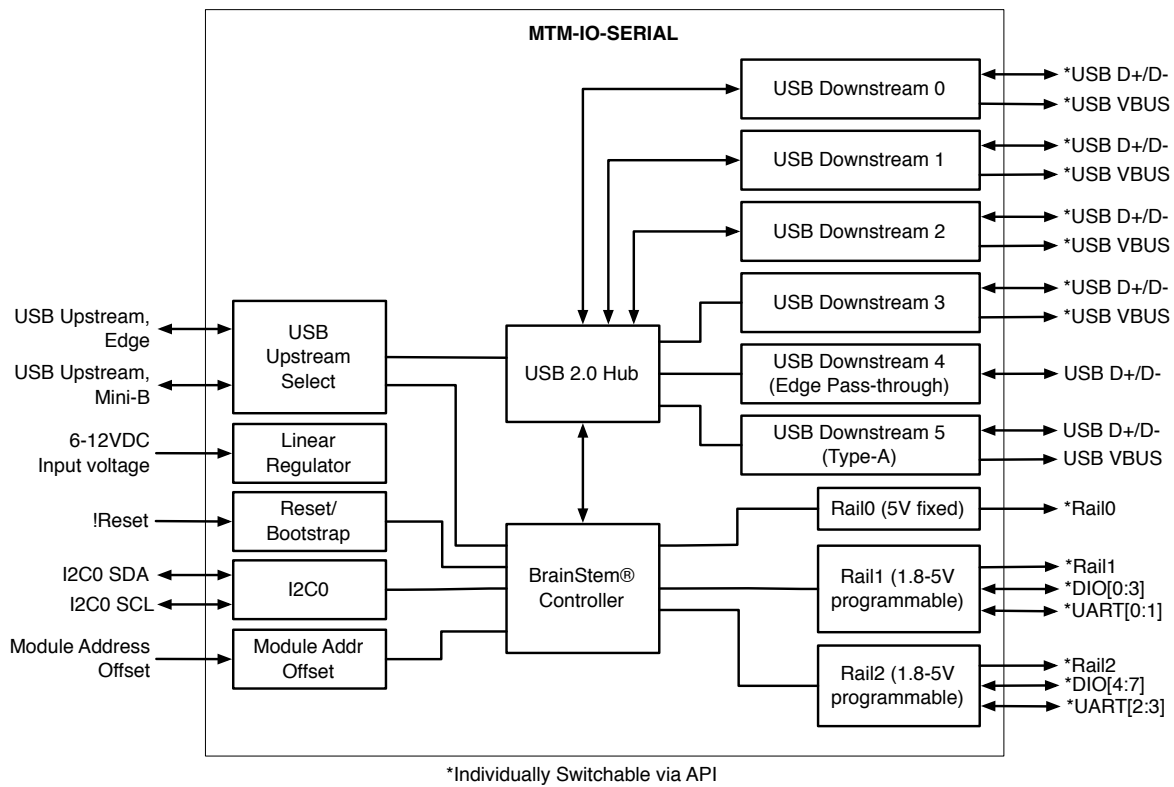 MTM-IO-SERIAL
USB Upstream,
Edge
USB Upstream,
Mini-B
6-12VDC
Input voltage
!Reset
I2C0 SDA
I2C0 SCL
Module Address
Offset
USB
Upstream
Select
Linear
Regulator
Reset/
Bootstrap
I2C0
Module Addr
Offset
USB 2.0 Hub
BrainStem®
Controller
USB Downstream 0
*USB D+/D-
*USB VBUS
USB Downstream 1
*USB D+/D-
*USB VBUS
USB Downstream 2
*USB D+/D-
*USB VBUS
USB Downstream 3
*USB D+/D-
*USB VBUS
USB Downstream 4
(Edge Pass-through)
USB D+/D-
USB Downstream 5
(Type-A)
USB D+/D-
USB VBUS
Rail0 (5V fixed)
*Rail0
Rail1 (1.8-5V
programmable)
*Rail1
*DIO[0:3]
*UART[0:1]
Rail2 (1.8-5V
programmable)
*Rail2
*DIO[4:7]
*UART[2:3]
*Individually Switchable via API